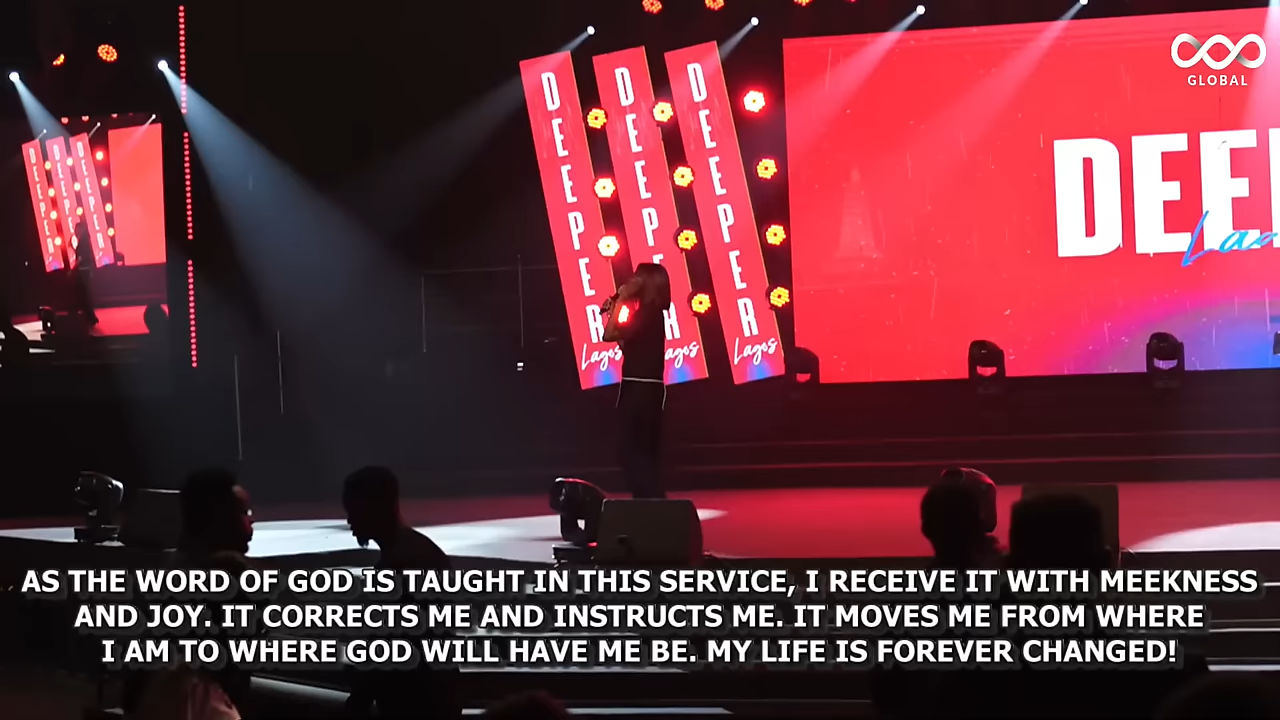 GLOBAL
DEEPER
Lagos
DEEPER
Lagos
DEEPER
Lagos
DEE
AS THE WORD OF GOD IS TAUGHT IN THIS SERVICE, I RECEIVE IT WITH MEEKNESS
AND JOY. IT CORRECTS ME AND INSTRUCTS ME. IT MOVES ME FROM WHERE
I AM TO WHERE GOD WILL HAVE ME BE. MY LIFE IS FOREVER CHANGED!